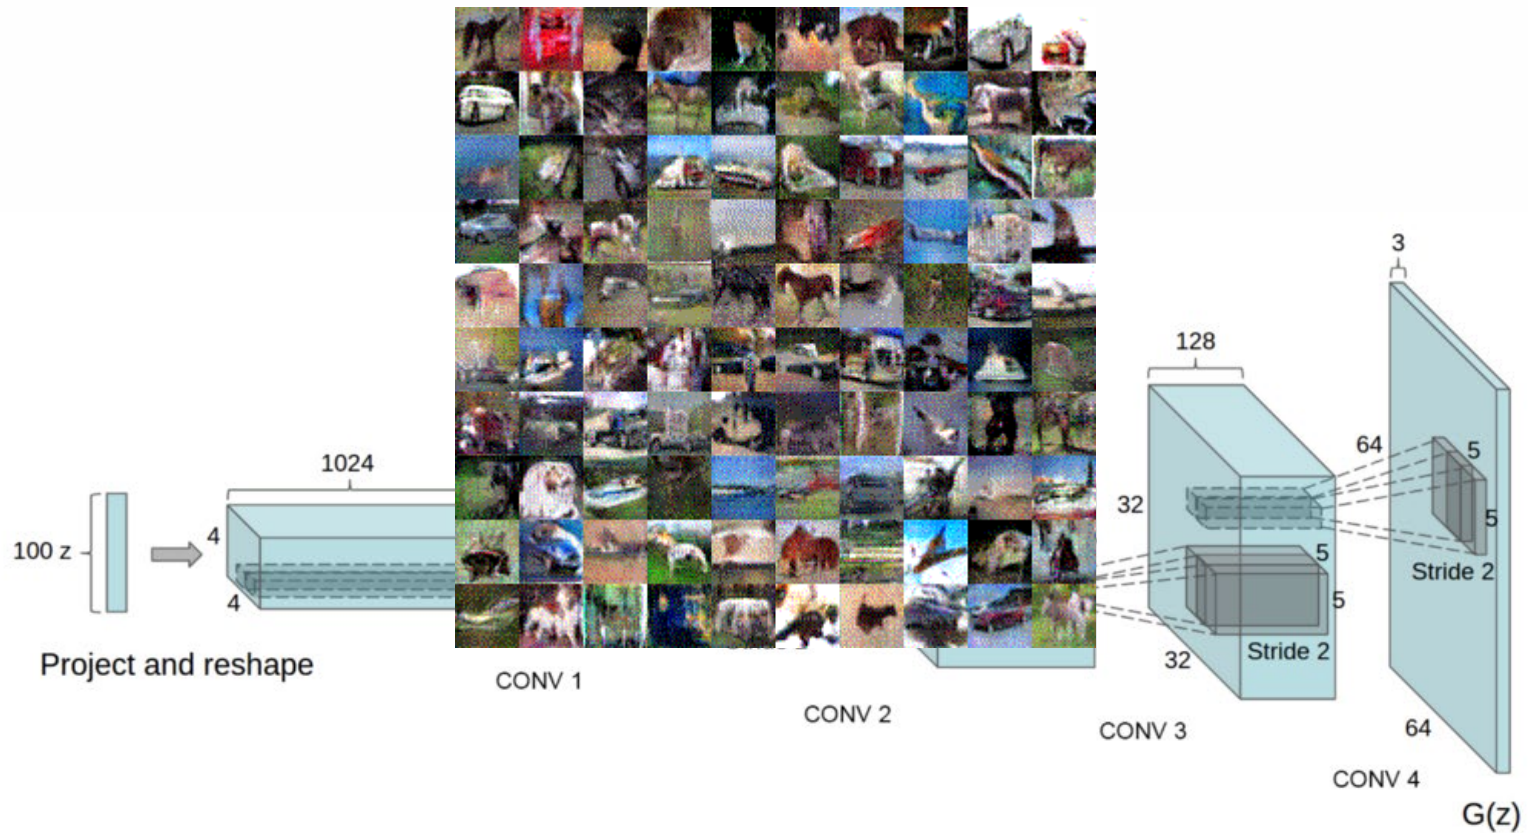 3
128
1024
64
5
32
5
4
100 z
5
Stride 2
5
4
Project and reshape
Stride 2
32
CONV 1
CONV 2
CONV 3
64
CONV 4
G(z)